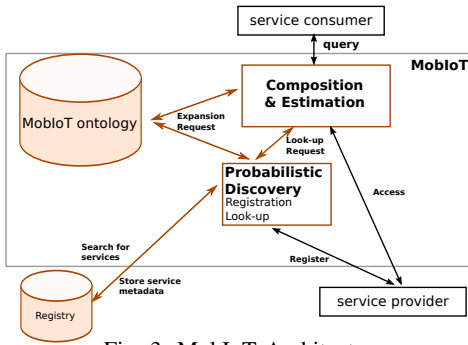 service consumer
query
MobIoT
Composition
& Estimation
MobIoT ontology
Expansion
Request
Look-up
Request
Probabilistic
Discovery
Registration
Look-up
Access
Search for
services
Register
Store service
metadata
Registry
service provider